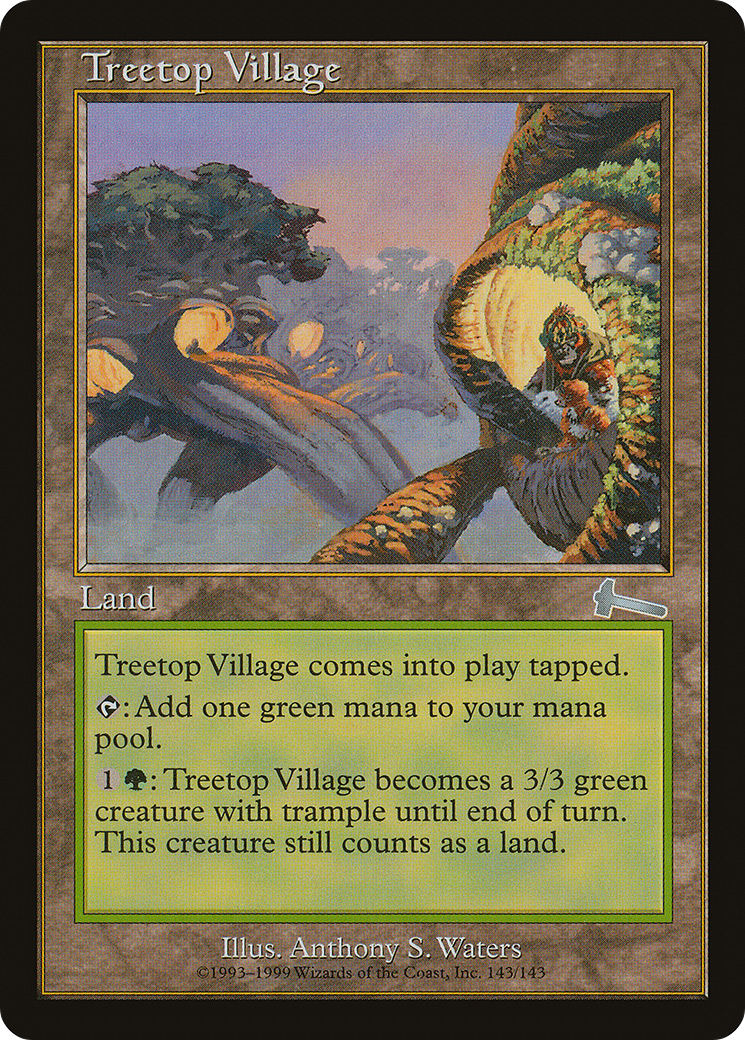 Treetop Village
Land
Treetop Village comes into play tapped.
: Add one green mana to your mana
pool.
1 : Treetop Village becomes a 3/3 green
creature with trample until end of turn.
This creature still counts as a land.
Illus. Anthony S. Waters
©1993–1999 Wizards of the Coast, Inc. 143/143